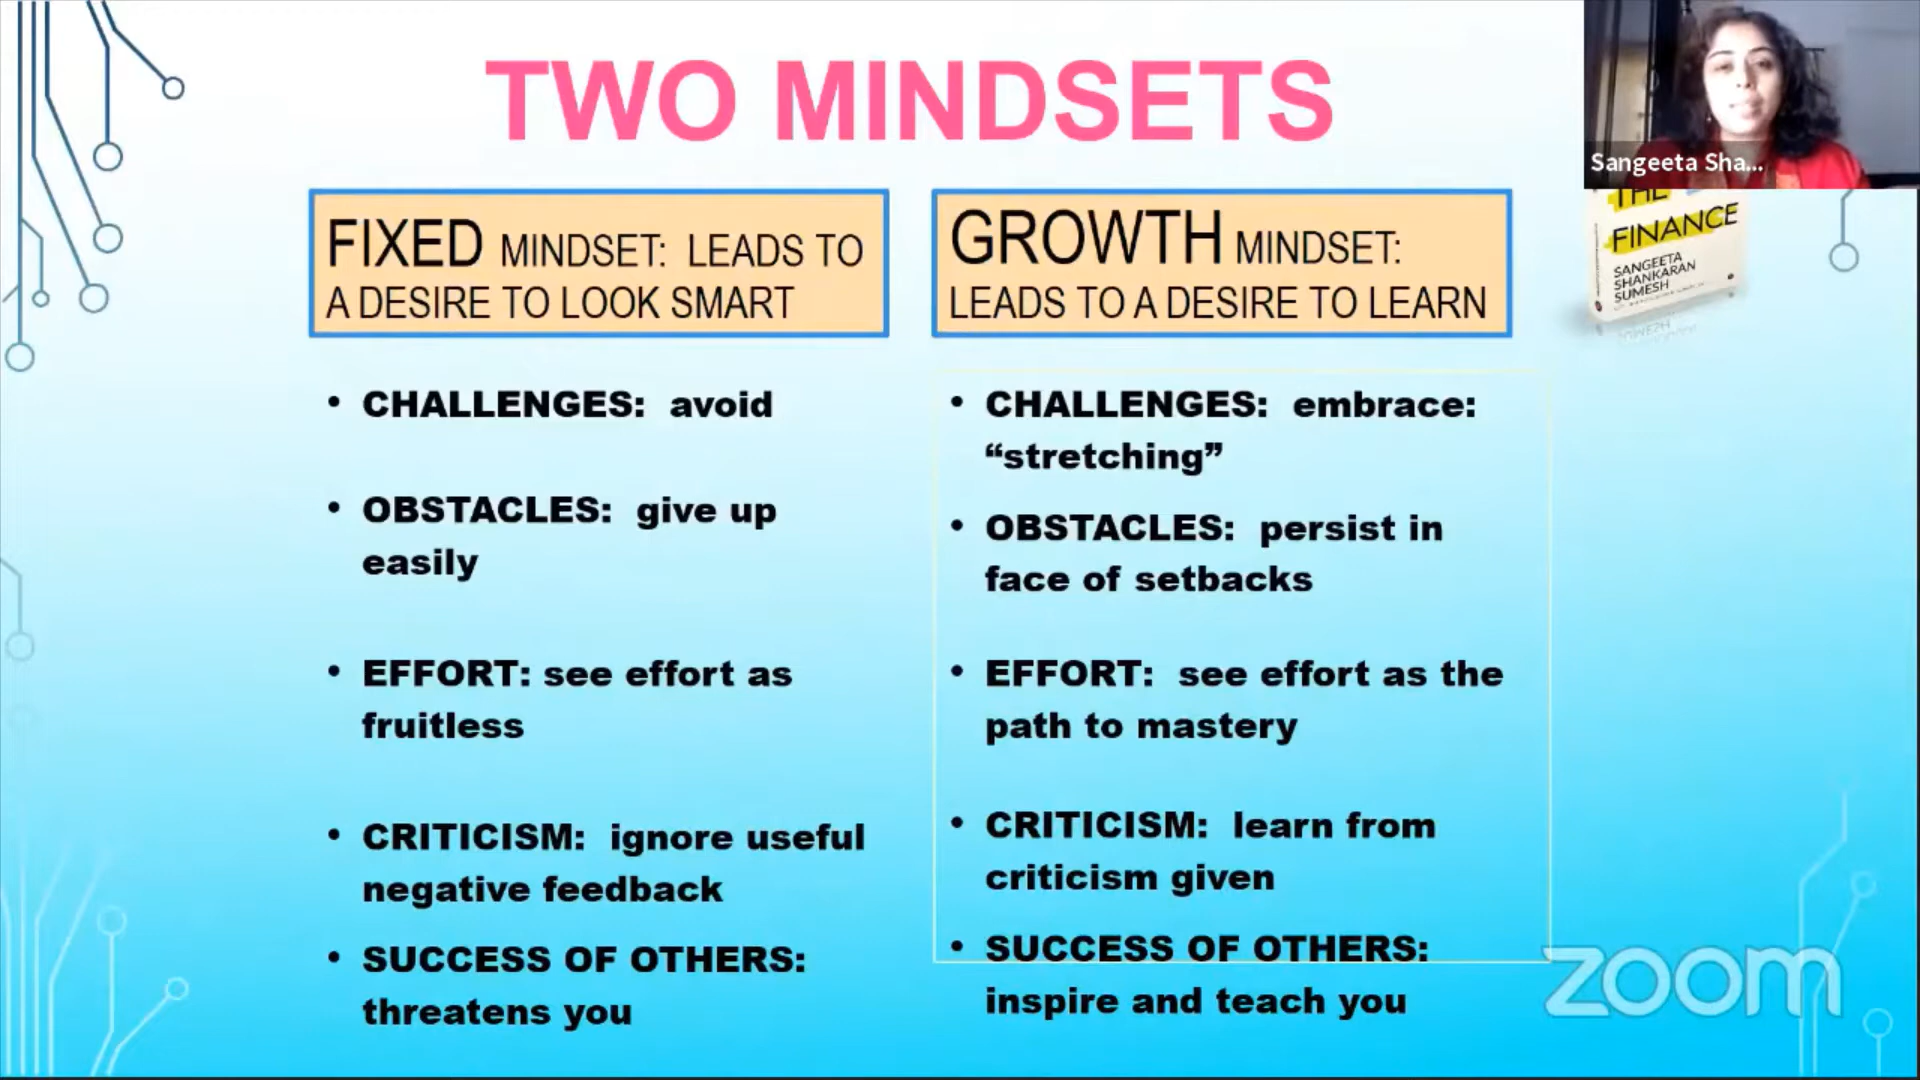 TWO MINDSETS
Sangeeta Sha...
THE
FINANCE
SANGEETA
SHANKARAN
SUMESH
FIXED MINDSET: LEADS TO
A DESIRE TO LOOK SMART
• CHALLENGES: avoid
• OBSTACLES: give up
easily
• EFFORT: see effort as
fruitless
• CRITICISM: ignore useful
negative feedback
• SUCCESS OF OTHERS:
threatens you
GROWTH MINDSET:
LEADS TO A DESIRE TO LEARN
• CHALLENGES: embrace:
“stretching”
• OBSTACLES: persist in
face of setbacks
• EFFORT: see effort as the
path to mastery
• CRITICISM: learn from
criticism given
• SUCCESS OF OTHERS:
inspire and teach you
zoom